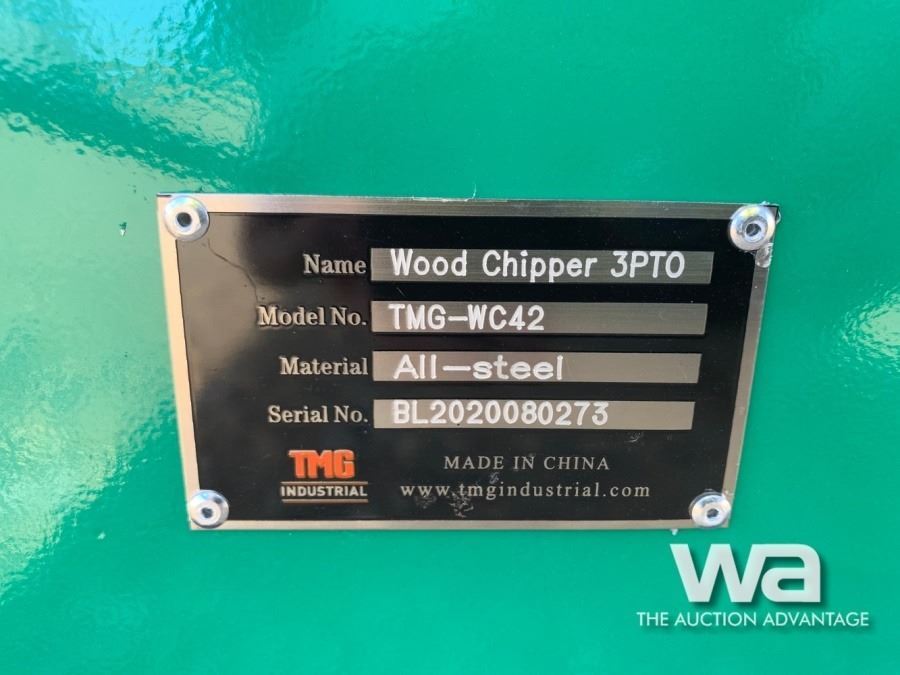 Name Wood Chipper 3PTO
Model No. TMG-WC42
Material All-steel
Serial No. BL2020080273
TMG
INDUSTRIAL
MADE IN CHINA
www.tmgindustrial.com
wa
THE AUCTION ADVANTAGE